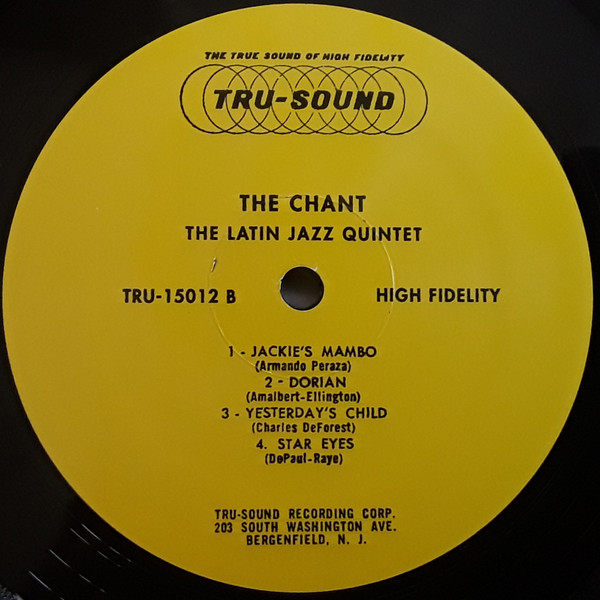 THE TRUE SOUND OF HIGH FIDELITY
TRU-SOUND
THE CHANT
THE LATIN JAZZ QUINTET
TRU-15012 B HIGH FIDELITY
1 - JACKIE'S MAMBO
(Armando Peraza)
2 - DORIAN
(Amalbert-Ellington)
3 - YESTERDAY'S CHILD
(Charles DeForest)
4. STAR EYES
(DePaul-Raye)
TRU-SOUND RECORDING CORP.
203 SOUTH WASHINGTON AVE.
BERGENFIELD, N. J.